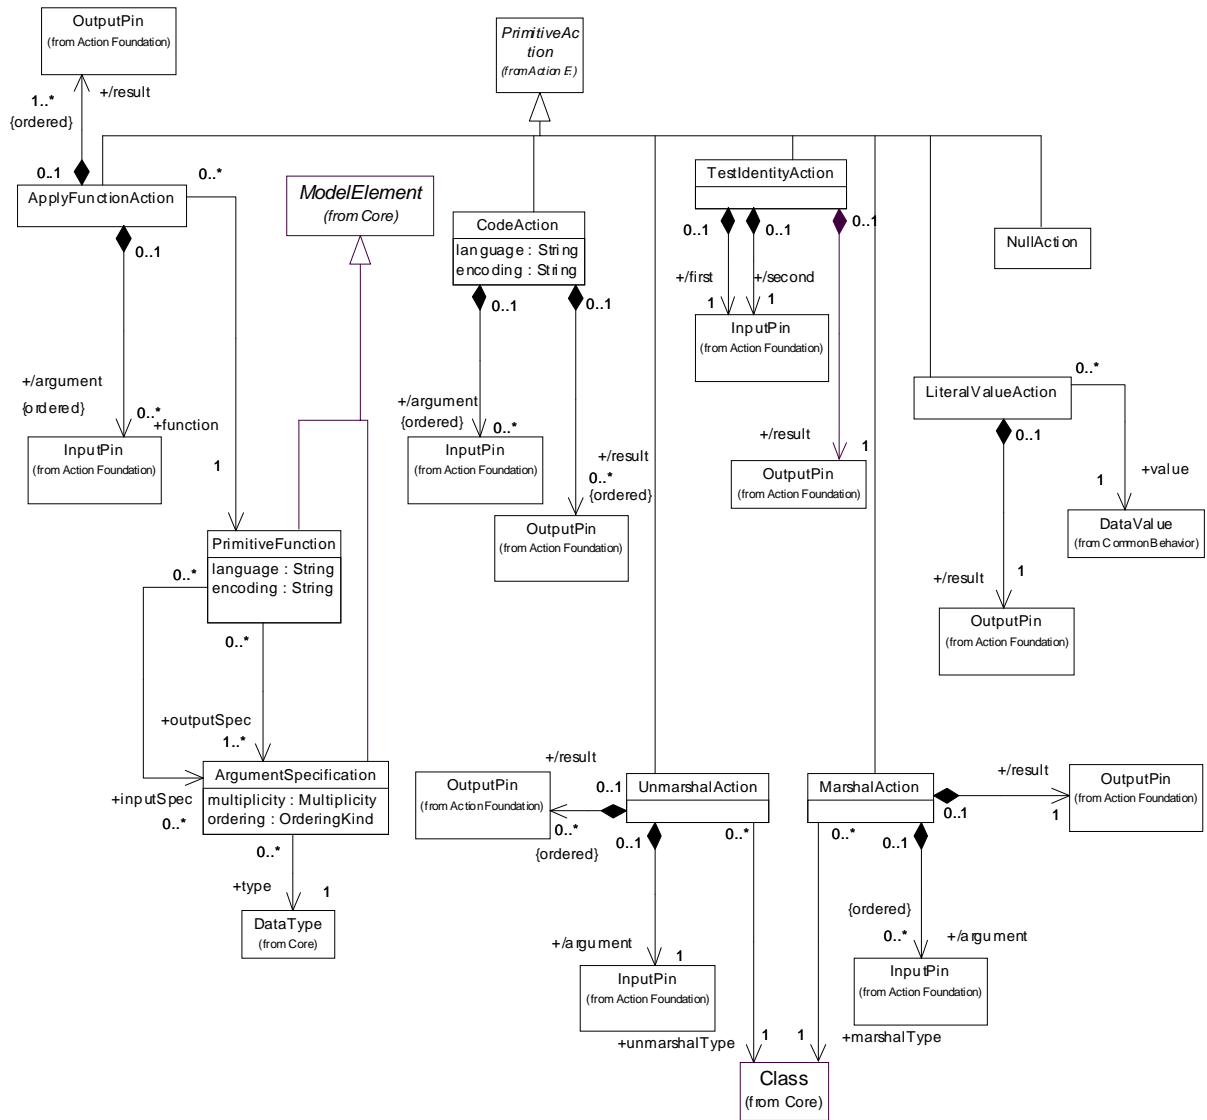 OutputPin
(from Action Foundation)
+/result
1..*
{ordered}
0..1
ApplyFunctionAction
0..*
0..1
+/argument
{ordered}
0..*
+function
1
InputPin
(from Action Foundation)
PrimitiveAc
tion
(from Action E.)
ModelElement
(from Core)
CodeAction
language : String
encoding : String
0..1
0..1
+/argument
{ordered}
0..*
InputPin
(from Action Foundation)
+/result
0..*
{ordered}
OutputPin
(from Action Foundation)
TestIdentityAction
0..1
0..1
0..1
+/first
+/second
1
1
InputPin
(from Action Foundation)
+/result
1
OutputPin
(from Action Foundation)
NullAction
LiteralValueAction
0..*
0..1
+value
1
DataValue
(from CommonBehavior)
+/result
1
OutputPin
(from Action Foundation)
PrimitiveFunction
language : String
encoding : String
0..*
0..*
+outputSpec
1..*
ArgumentSpecification
multiplicity : Multiplicity
ordering : OrderingKind
+inputSpec
0..*
0..*
+type
1
DataType
(from Core)
+/result
OutputPin
(from Action Foundation)
0..1
0..*
{ordered}
UnmarshalAction
0..1
0..*
+/argument
1
InputPin
(from Action Foundation)
+unmarshalType
1
MarshalAction
0..*
0..1
0..1
+/result
1
OutputPin
(from Action Foundation)
{ordered}
0..*
+/argument
InputPin
(from Action Foundation)
1
+marshalType
Class
(from Core)